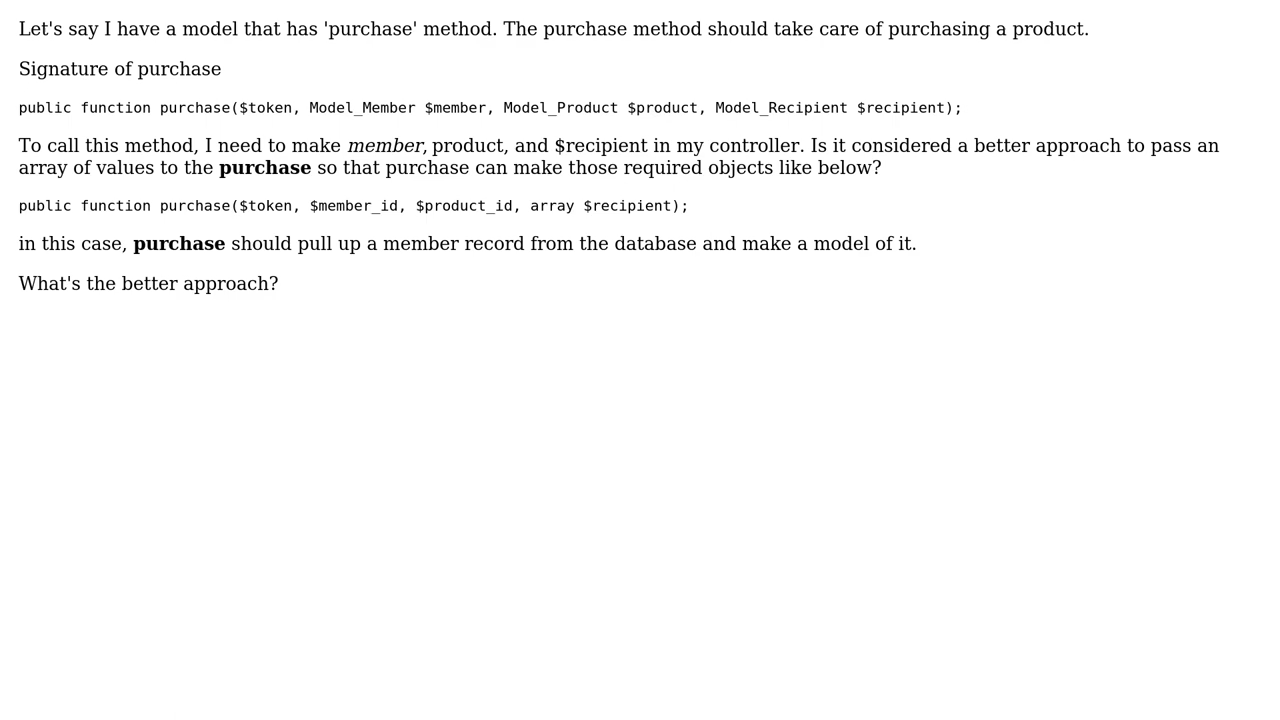 Let's say I have a model that has 'purchase' method. The purchase method should take care of purchasing a product.
Signature of purchase
public function purchase($token, Model_Member $member, Model_Product $product, Model_Recipient $recipient);
To call this method, I need to make member, product, and $recipient in my controller. Is it considered a better approach to pass an
array of values to the purchase so that purchase can make those required objects like below?
public function purchase($token, $member_id, $product_id, array $recipient);
in this case, purchase should pull up a member record from the database and make a model of it.
What's the better approach?